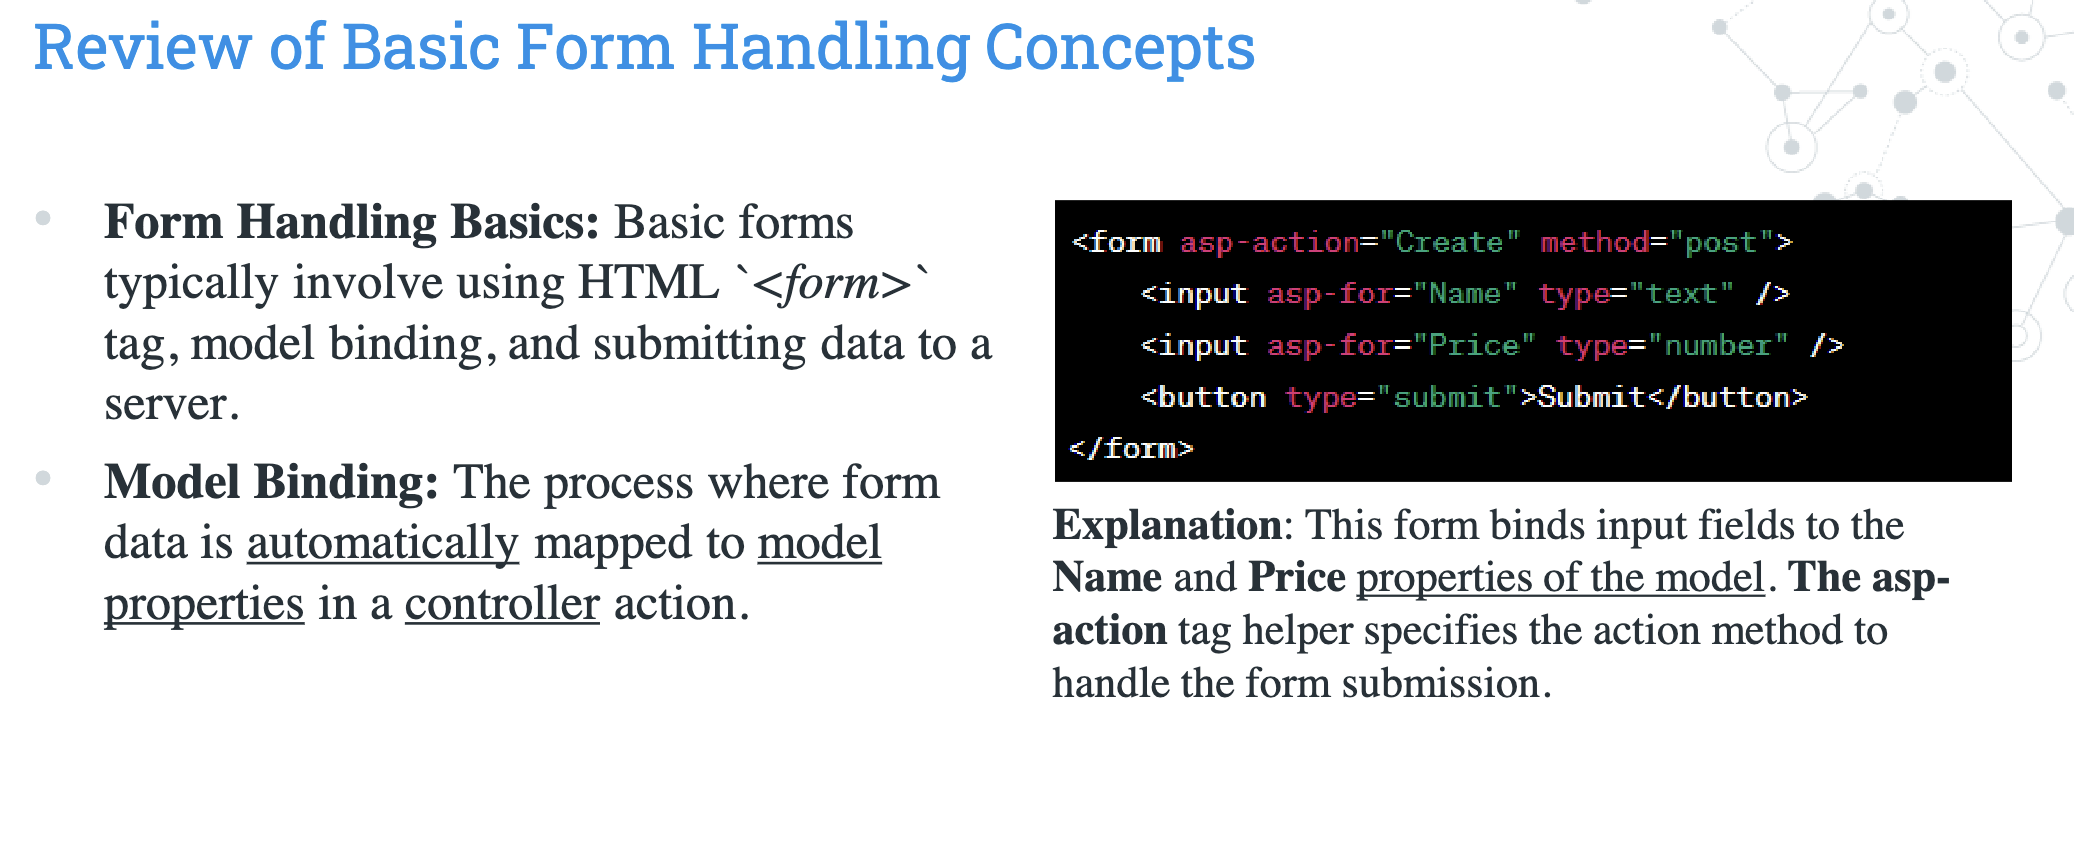 Review of Basic Form Handling Concepts
Form Handling Basics: Basic forms
typically involve using HTML `<form>`
tag, model binding, and submitting data to a
server.
Model Binding: The process where form
data is automatically mapped to model
properties in a controller action.
<form asp-action="Create" method="post">
    <input asp-for="Name" type="text" />
    <input asp-for="Price" type="number" />
    <button type="submit">Submit</button>
</form>
Explanation: This form binds input fields to the
Name and Price properties of the model. The asp-
action tag helper specifies the action method to
handle the form submission.